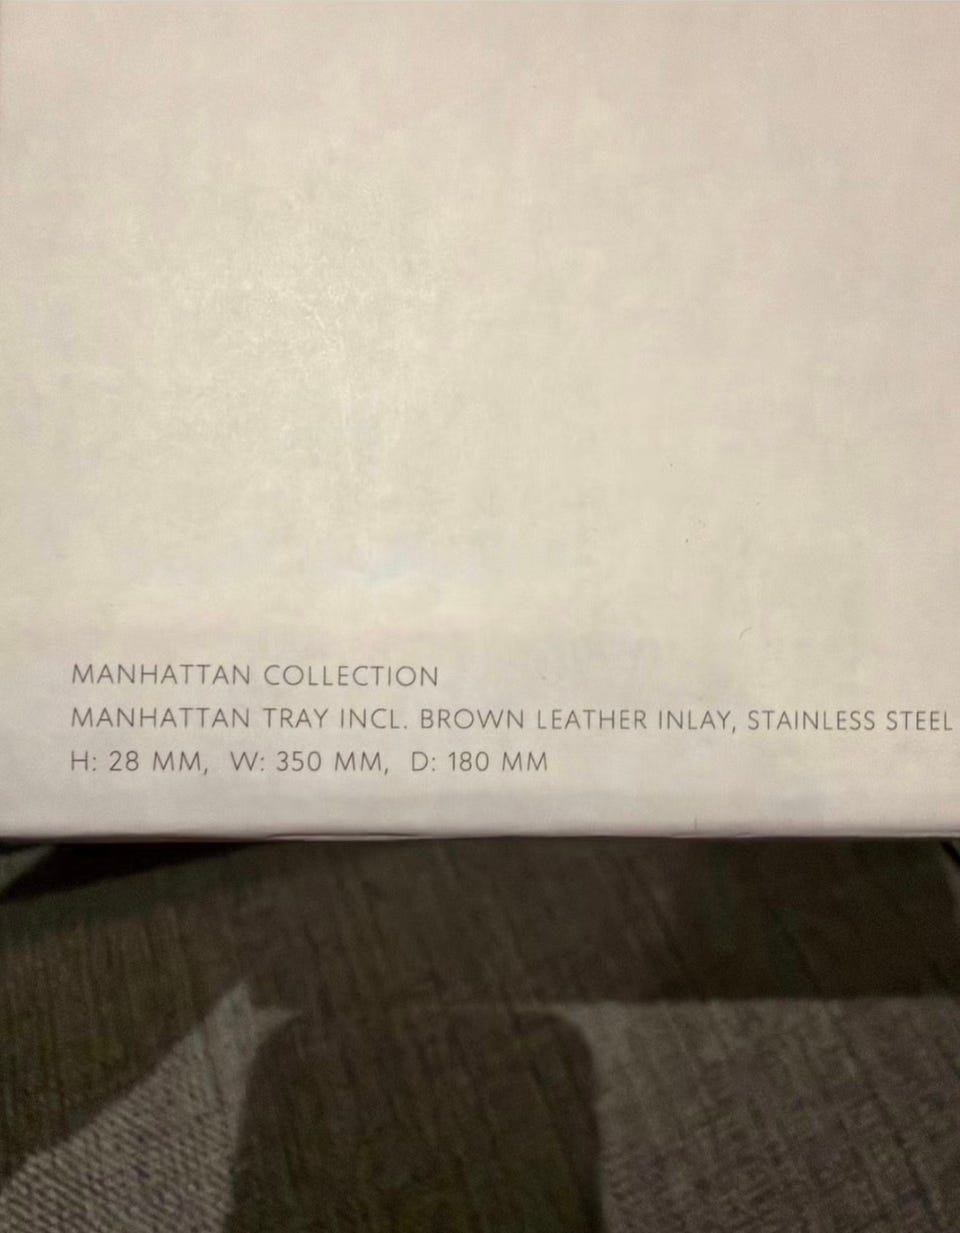 MANHATTAN COLLECTION
MANHATTAN TRAY INCL. BROWN LEATHER INLAY, STAINLESS STEEL
H: 28 MM, W: 350 MM, D: 180 MM